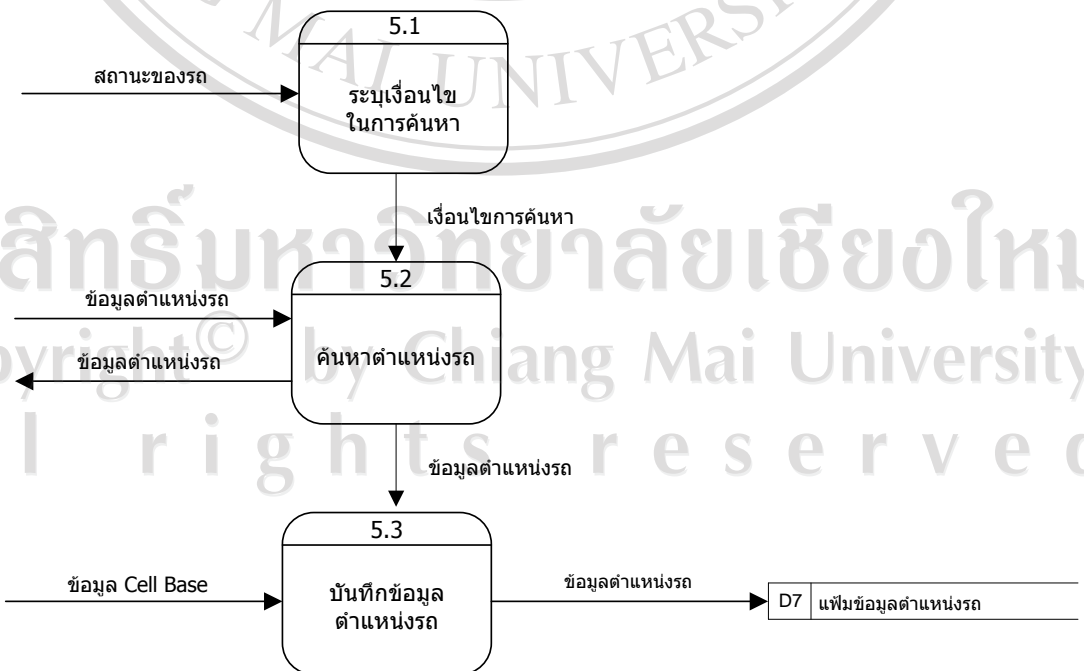 MAI UNIVERS
5.1
สถานะของรถ
ระบุเงื่อนไข
ในการค้นหา
เงื่อนไขการค้นหา
สิทธิ์มหาวิทยาลัยเชียงใหม
5.2
ข้อมูลตำแหน่งรถ
ค้นหาตำแหน่งรถ
ข้อมูลตำแหน่งรถ
pyright© by Chiang Mai University
l rights reserved
ข้อมูลตำแหน่งรถ
5.3
ข้อมูล Cell Base
บันทึกข้อมูล
ตำแหน่งรถ
ข้อมูลตำแหน่งรถ
D7 แฟ้มข้อมูลตำแหน่งรถ